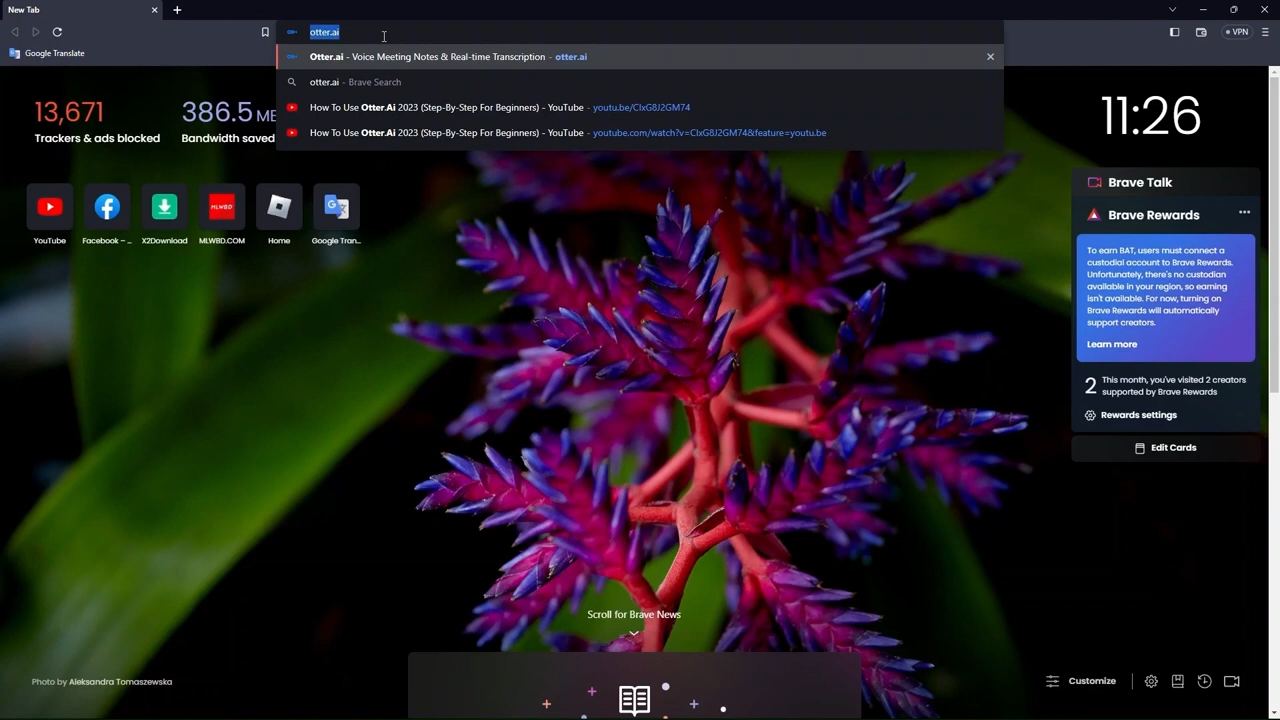 New Tab
otter.ai
VPN
Google Translate
Otter.ai - Voice Meeting Notes & Real-time Transcription - otter.ai
otter.ai - Brave Search
How To Use Otter.Ai 2023 (Step-By-Step For Beginners) - YouTube - youtu.be/CIxG8J2GM74
How To Use Otter.Ai 2023 (Step-By-Step For Beginners) - YouTube - youtube.com/watch?v=CIxG8J2GM74&feature=youtu.be
13,671
Trackers & ads blocked
386.5 ME
Bandwidth saved
11:26
YouTube
Facebook – ...
X2Download
MLWBD
MLWBD.COM
Home
Google Tran...
Brave Talk
Brave Rewards
To earn BAT, users must connect a
custodial account to Brave Rewards.
Unfortunately, there's no custodian
available in your region, so earning
isn't available. For now, turning on
Brave Rewards will automatically
support creators.
Learn more
2
This month, you've visited 2 creators
supported by Brave Rewards
Rewards settings
Edit Cards
Scroll for Brave News
Photo by Aleksandra Tomaszewska
Customize